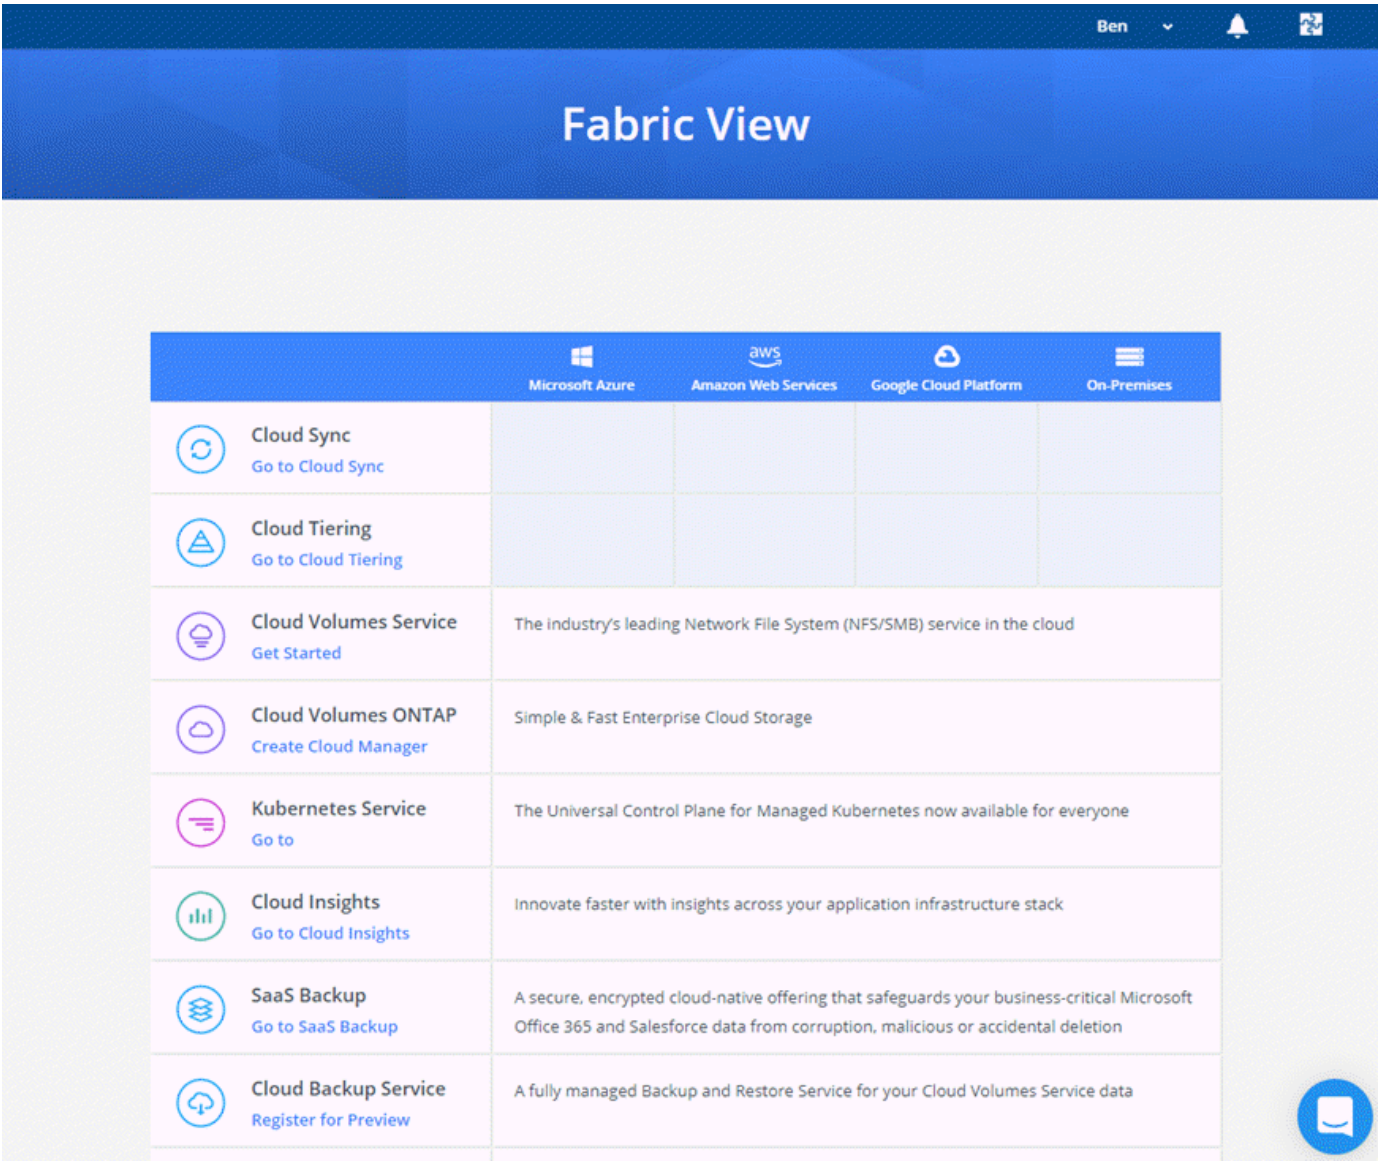 Ben
Fabric View
aws
Microsoft Azure Amazon Web Services Google Cloud Platform On-Premises
Cloud Sync
Go to Cloud Sync
Cloud Tiering
Go to Cloud Tiering
Cloud Volumes Service
The industry's leading Network File System (NFS/SMB) service in the cloud
Get Started
Cloud Volumes ONTAP
Simple & Fast Enterprise Cloud Storage
Create Cloud Manager
Kubernetes Service
The Universal Control Plane for Managed Kubernetes now available for everyone
Go to
Cloud Insights
Innovate faster with insights across your application infrastructure stack
Go to Cloud Insights
SaaS Backup
A secure, encrypted cloud-native offering that safeguards your business-critical Microsoft
Go to SaaS Backup
Office 365 and Salesforce data from corruption, malicious or accidental deletion
Cloud Backup Service
A fully managed Backup and Restore Service for your Cloud Volumes Service data
Register for Preview